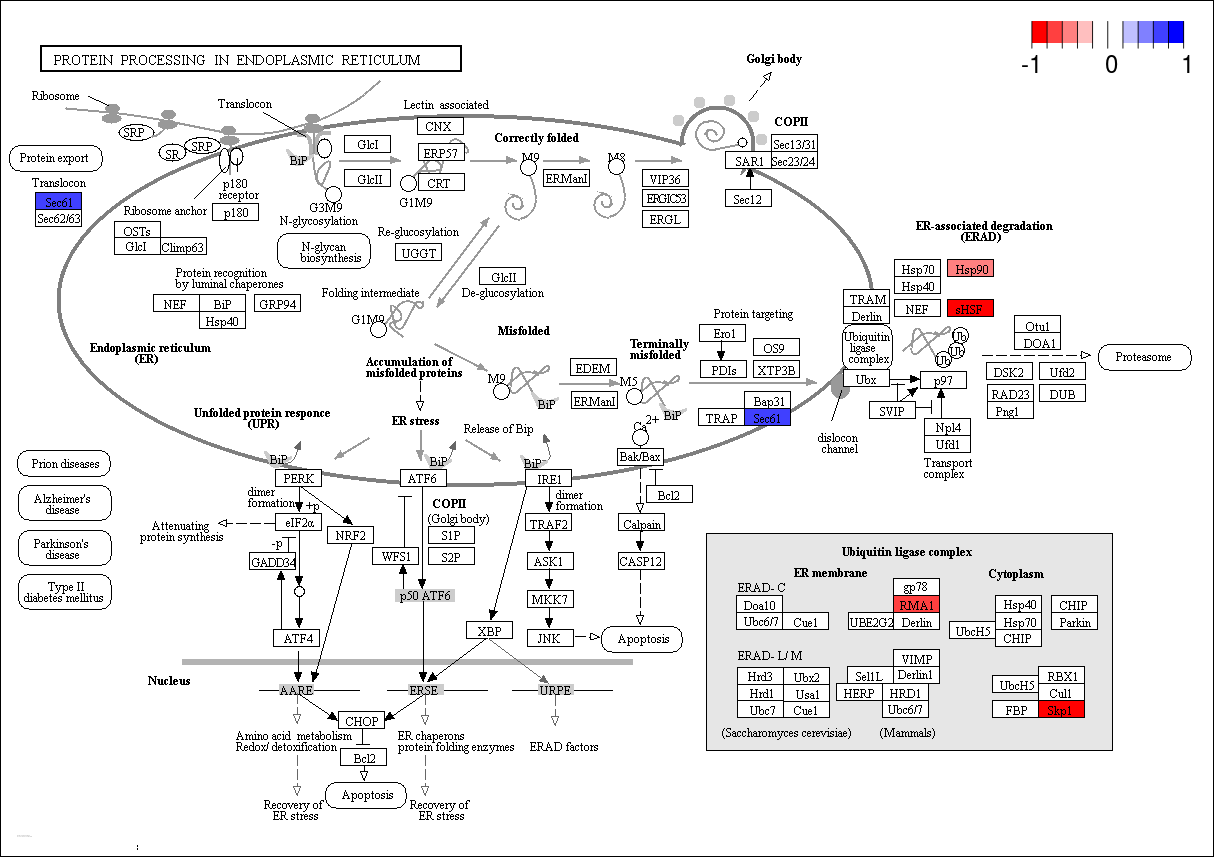 -1 0 1
PROTEIN PROCESSING IN ENDOPLASMIC RETICULUM
Golgi body
Ribosome
SRP
SR
SRP
Translocon
BiP
G3M9
N-glycosylation
N-glycan
biosynthesis
Protein export
Translocon
Sec61
Sec62/63
p180
receptor
p180
Ribosome anchor
OSTs
GlcI
Climp63
Lectin associated
CNX
ERP57
CRT
GlcI
GlcII
G1M9
Correctly folded
M9
ERManI
M8
VIP36
ERGIC53
ERGL
COPII
Sec13/31
SAR1
Sec23/24
Sec12
Re-glucosylation
UGGT
GlcII
De-glucosylation
Protein recognition
by luminal chaperones
NEF
BiP
GRP94
Hsp40
Folding intermediate
G1M9
Misfolded
Endoplasmic reticulum
(ER)
Accumulation of
misfolded proteins
M9
BiP
EDEM
ERManI
Terminally
misfolded
M5
BiP
Protein targeting
Ero1
PDIs
OS9
XTP3B
Bap31
TRAP
Sec61
ER-associated degradation
(ERAD)
Hsp70
Hsp90
Hsp40
NEF
sHSF
TRAM
Derlin
Ubiquitin
ligase
complex
Ubx
Ub
Ub
Ub
p97
SVIP
Npl4
Ufd1
Transport
complex
dislocon
channel
Otu1
DOA1
DSK2
Ufd2
RAD23
DUB
Png1
Proteasome
Unfolded protein responce
(UPR)
ER stress
Release of Bip
BiP
PERK
BiP
ATF6
BiP
IRE1
Ca2+
Bak/Bax
Bcl2
Calpain
CASP12
Apoptosis
Prion diseases
Alzheimer's
disease
Parkinson's
disease
Type II
diabetes mellitus
dimer
formation
+p
eIF2α
Attenuating
protein synthesis
-p
GADD34
NRF2
ATF4
COPII
(Golgi body)
S1P
S2P
WFS1
p50 ATF6
dimer
formation
TRAF2
ASK1
MKK7
JNK
XBP
Nucleus
AARE
ERSE
URPE
CHOP
Amino acid metabolism
Redox/ detoxification
Bcl2
ER chaperons
protein folding enzymes
ERAD factors
Recovery of
ER stress
Apoptosis
Recovery of
ER stress
Ubiquitin ligase complex
ER membrane
Cytoplasm
ERAD- C
Doa10
Ubc6/7
Cue1
gp78
RMA1
UBE2G2
Derlin
UbcH5
Hsp40
Hsp70
CHIP
CHIP
Parkin
ERAD- L/ M
Hrd3
Ubx2
Hrd1
Usa1
Ubc7
Cue1
VIMP
Sel1L
Derlin1
HERP
HRD1
Ubc6/7
UbcH5
RBX1
Cul1
FBP
Skp1
(Saccharomyces cerevisiae)
(Mammals)